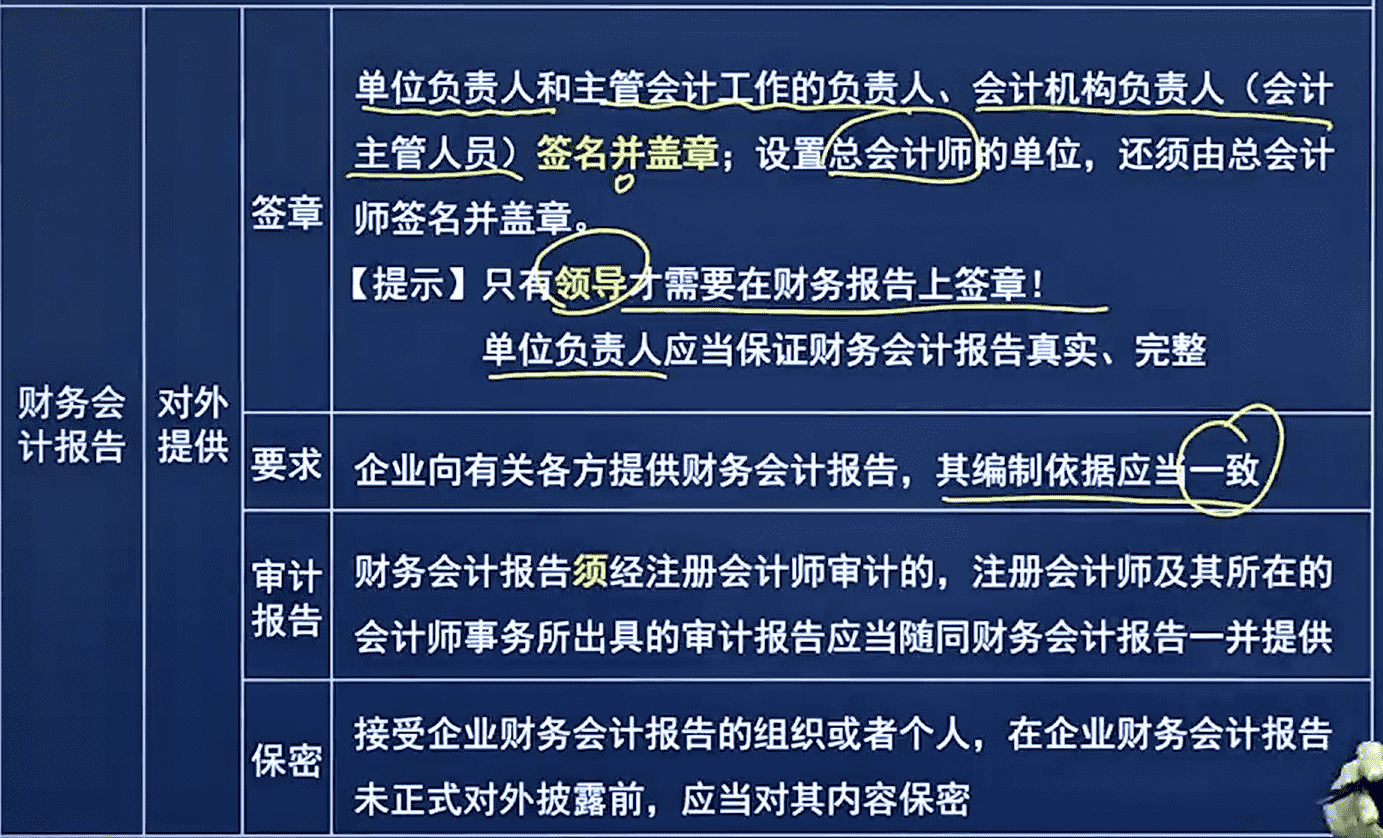 财务会
计报告
对外
提供
签章
单位负责人和主管会计工作的负责人、会计机构负责人（会计
主管人员）签名并盖章；设置总会计师的单位，还须由总会计
师签名并盖章。
【提示】只有领导才需要在财务报告上签章！
单位负责人应当保证财务会计报告真实、完整
要求
企业向有关各方提供财务会计报告，其编制依据应当一致
审计
报告
财务会计报告须经注册会计师审计的，注册会计师及其所在的
会计师事务所出具的审计报告应当随同财务会计报告一并提供
保密
接受企业财务会计报告的组织或者个人，在企业财务会计报告
未正式对外披露前，应当对其内容保密